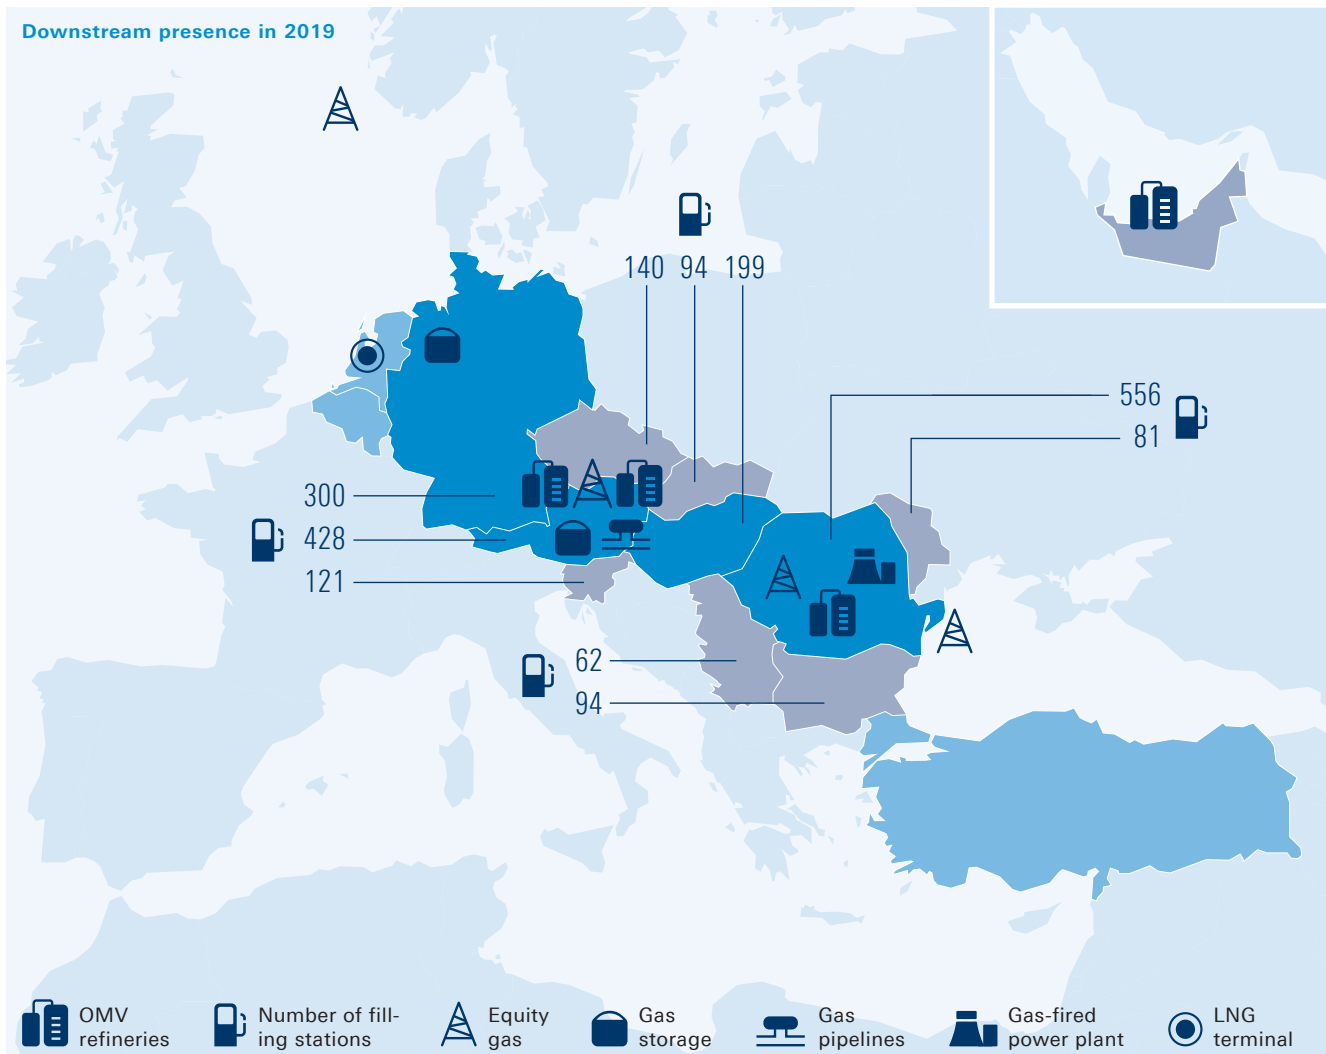 Downstream presence in 2019
140 94 199
556
81
300
428
121
62
94
OMV
refineries
Number of fill-
ing stations
Equity
gas
Gas
storage
Gas
pipelines
Gas-fired
power plant
LNG
terminal